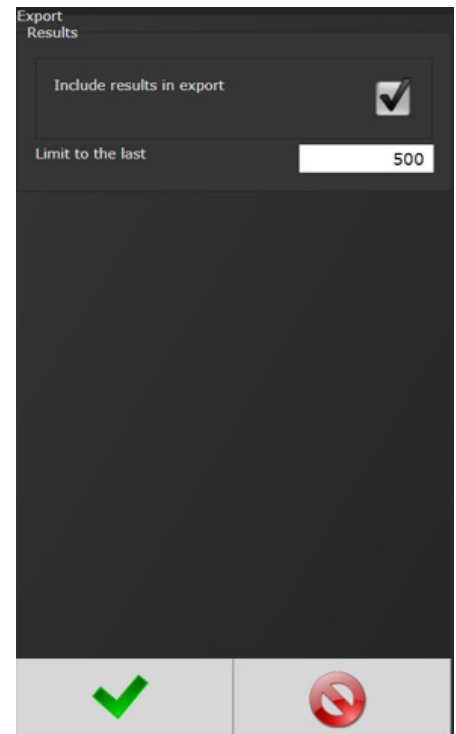 Export
Results
Include results in export
Limit to the last 500